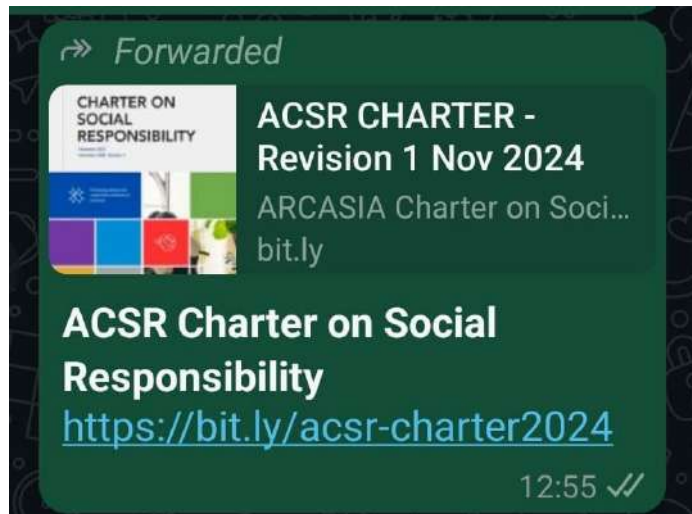 Forwarded
CHARTER ON
SOCIAL
RESPONSIBILITY
ACSR CHARTER -
Revision 1 Nov 2024
ARCASIA Charter on Soci...
bit.ly
ACSR Charter on Social
Responsibility
https://bit.ly/acsr-charter2024
12:55